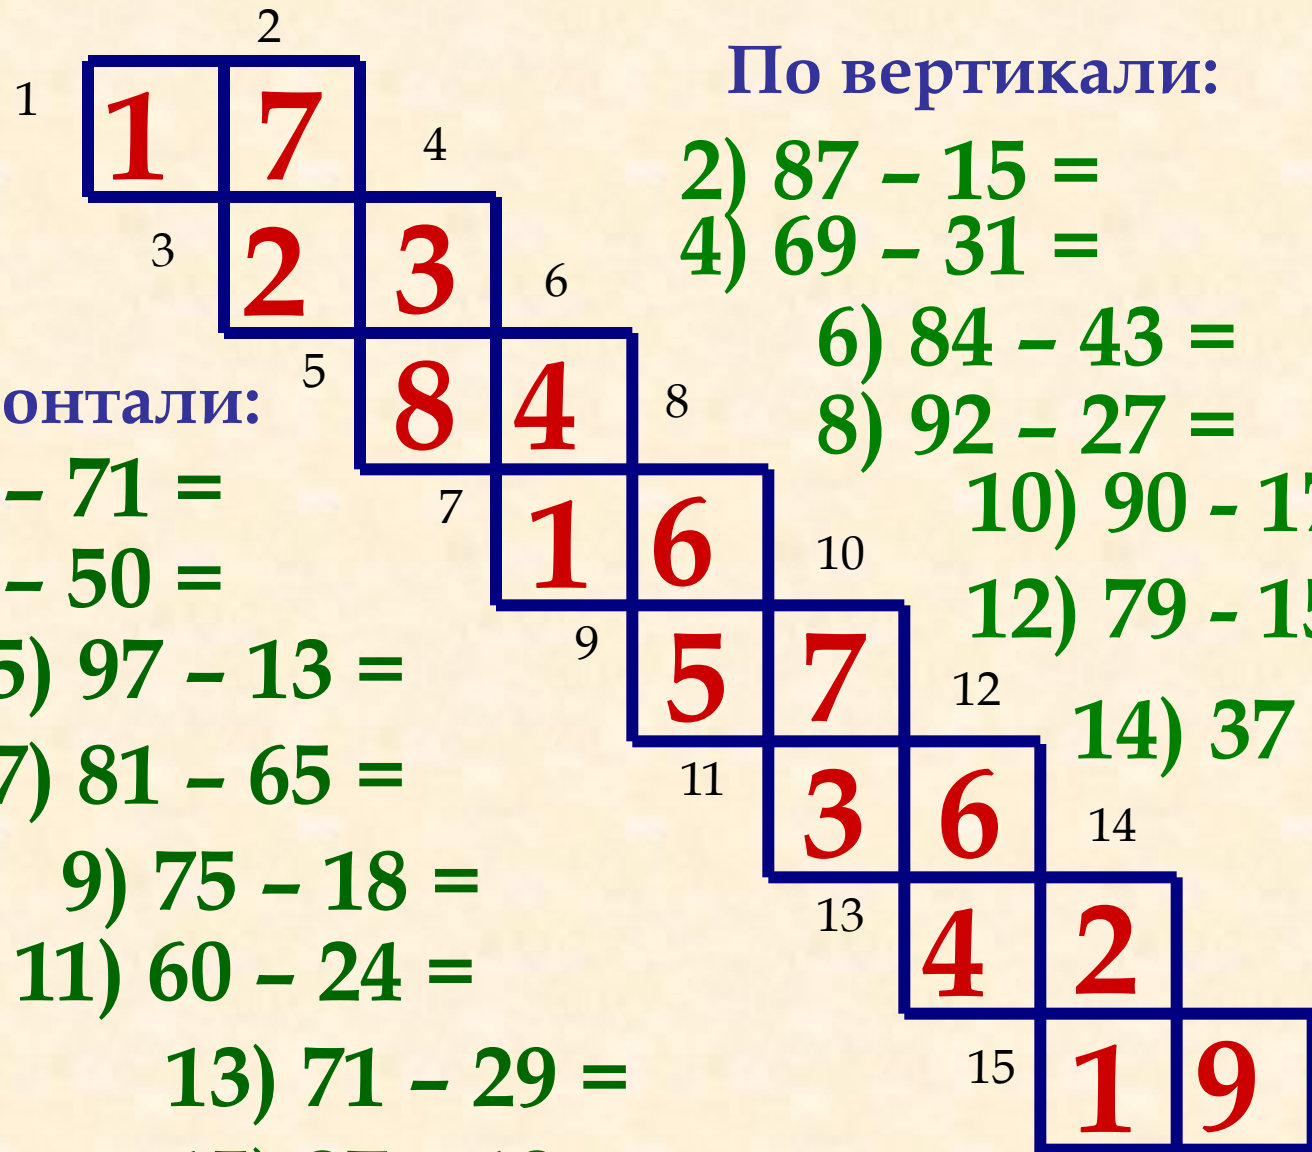 2
1
1 7
4
3
2 3
6
5
8 4
8
7
1 6
10
9
5 7
12
11
3 6
14
13
4 2
15
1 9
По вертикали:
2) 87 – 15 =
4) 69 – 31 =
6) 84 – 43 =
8) 92 – 27 =
10) 90 - 17
12) 79 - 15
14) 37
онтали:
– 71 =
– 50 =
5) 97 – 13 =
7) 81 – 65 =
9) 75 – 18 =
11) 60 – 24 =
13) 71 – 29 =